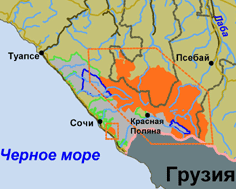 Лаба
Туапсе
Псебай
Сочи
Красная
Поляна
Черное море
Грузия